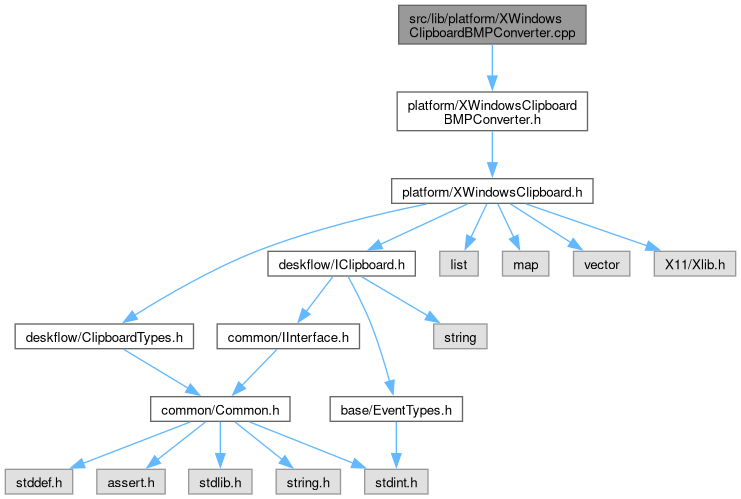 src/lib/platform/XWindows
ClipboardBMPConverter.cpp
platform/XWindowsClipboard
BMPConverter.h
platform/XWindowsClipboard.h
deskflow/IClipboard.h
list
map
vector
X11/Xlib.h
deskflow/ClipboardTypes.h
common/IInterface.h
string
common/Common.h
base/EventTypes.h
stddef.h
assert.h
stdlib.h
string.h
stdint.h